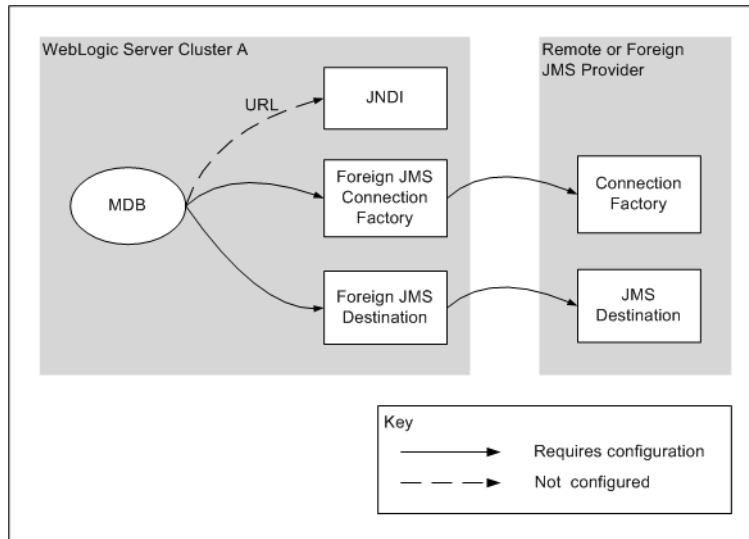 WebLogic Server Cluster A
Remote or Foreign
JMS Provider
URL
JNDI
MDB
Foreign JMS
Connection
Factory
Connection
Factory
Foreign JMS
Destination
JMS
Destination
Key
Requires configuration
Not configured